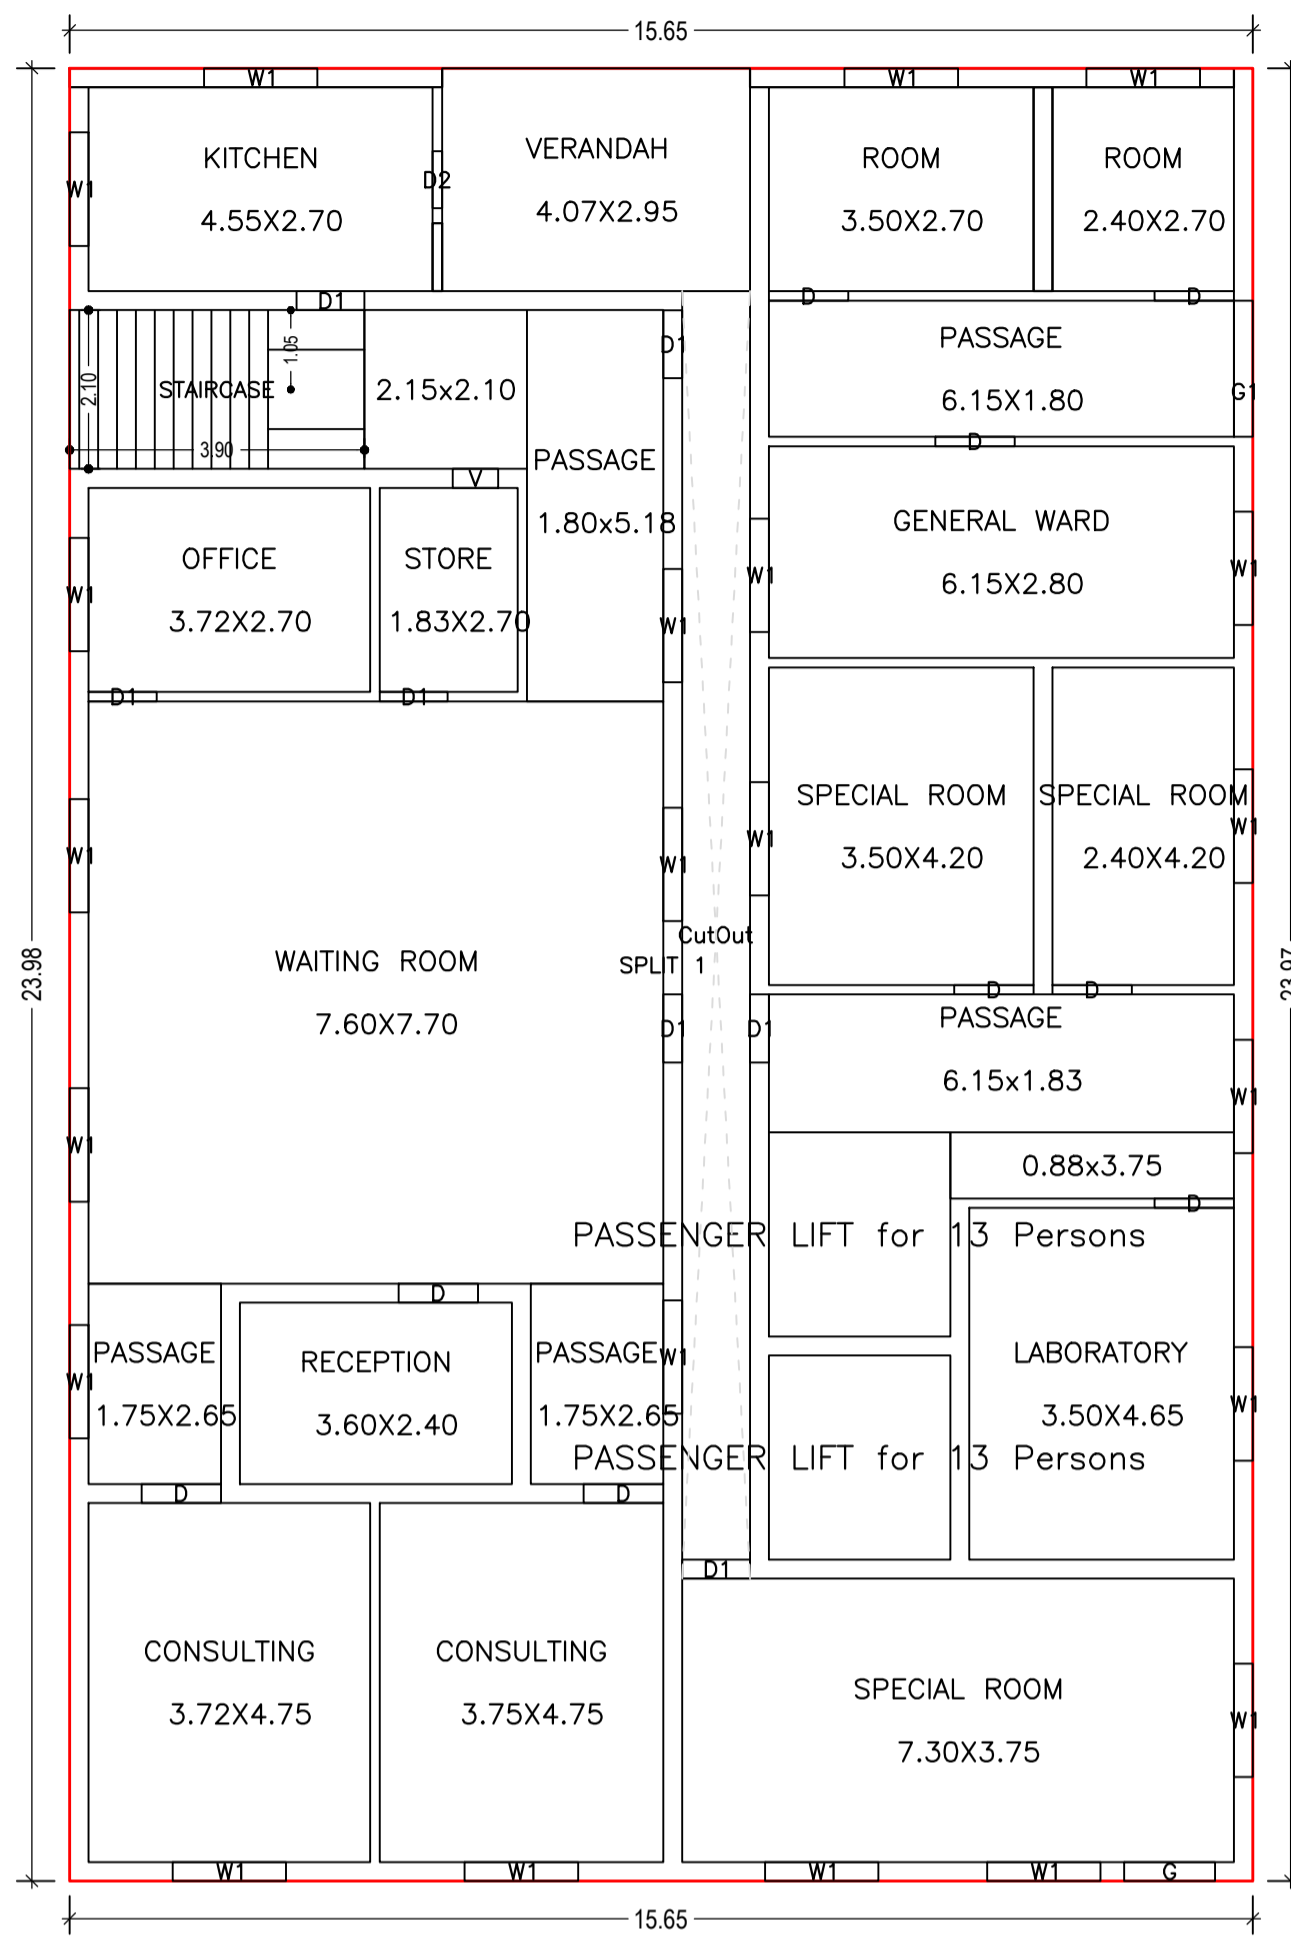 15.65
W1
W1
W1
KITCHEN
4.55X2.70
VERANDAH
4.07X2.95
ROOM
3.50X2.70
ROOM
2.40X2.70
W1
D2
D1
D
D
STAIRCASE
2.10
1.05
3.90
2.15x2.10
D1
PASSAGE
6.15X1.80
G1
D
V
PASSAGE
1.80x5.18
OFFICE
3.72X2.70
STORE
1.83X2.70
GENERAL WARD
6.15X2.80
W1
W1
W1
W1
D1
D1
SPECIAL ROOM
3.50X4.20
SPECIAL ROOM
2.40X4.20
W1
W1
W1
W1
CutOut
SPLIT 1
23.98
23.97
WAITING ROOM
7.60X7.70
D
D
D1
D1
PASSAGE
6.15x1.83
W1
W1
0.88x3.75
D
PASSENGER LIFT for 13 Persons
D
PASSAGE
1.75X2.65
RECEPTION
3.60X2.40
PASSAGE
1.75X2.65
W1
W1
LABORATORY
3.50X4.65
W1
PASSENGER LIFT for 13 Persons
D
D
D1
CONSULTING
3.72X4.75
CONSULTING
3.75X4.75
SPECIAL ROOM
7.30X3.75
W1
W1
W1
W1
W1
G
15.65